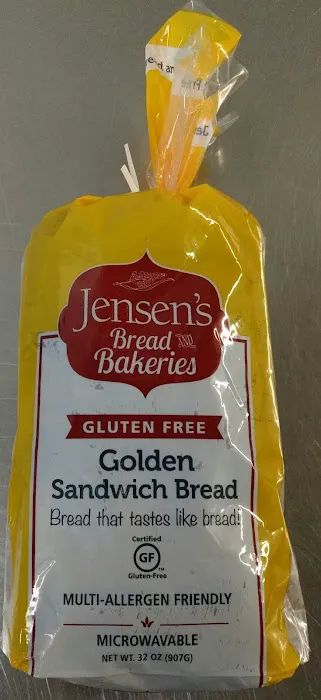 Jensen's
Bread AND
Bakeries
GLUTEN FREE
Golden
Sandwich Bread
Bread that tastes like bread!
Certified
GF
TM
Gluten-Free
MULTI-ALLERGEN FRIENDLY
MICROWAVABLE
NET WT. 32 OZ (907G)